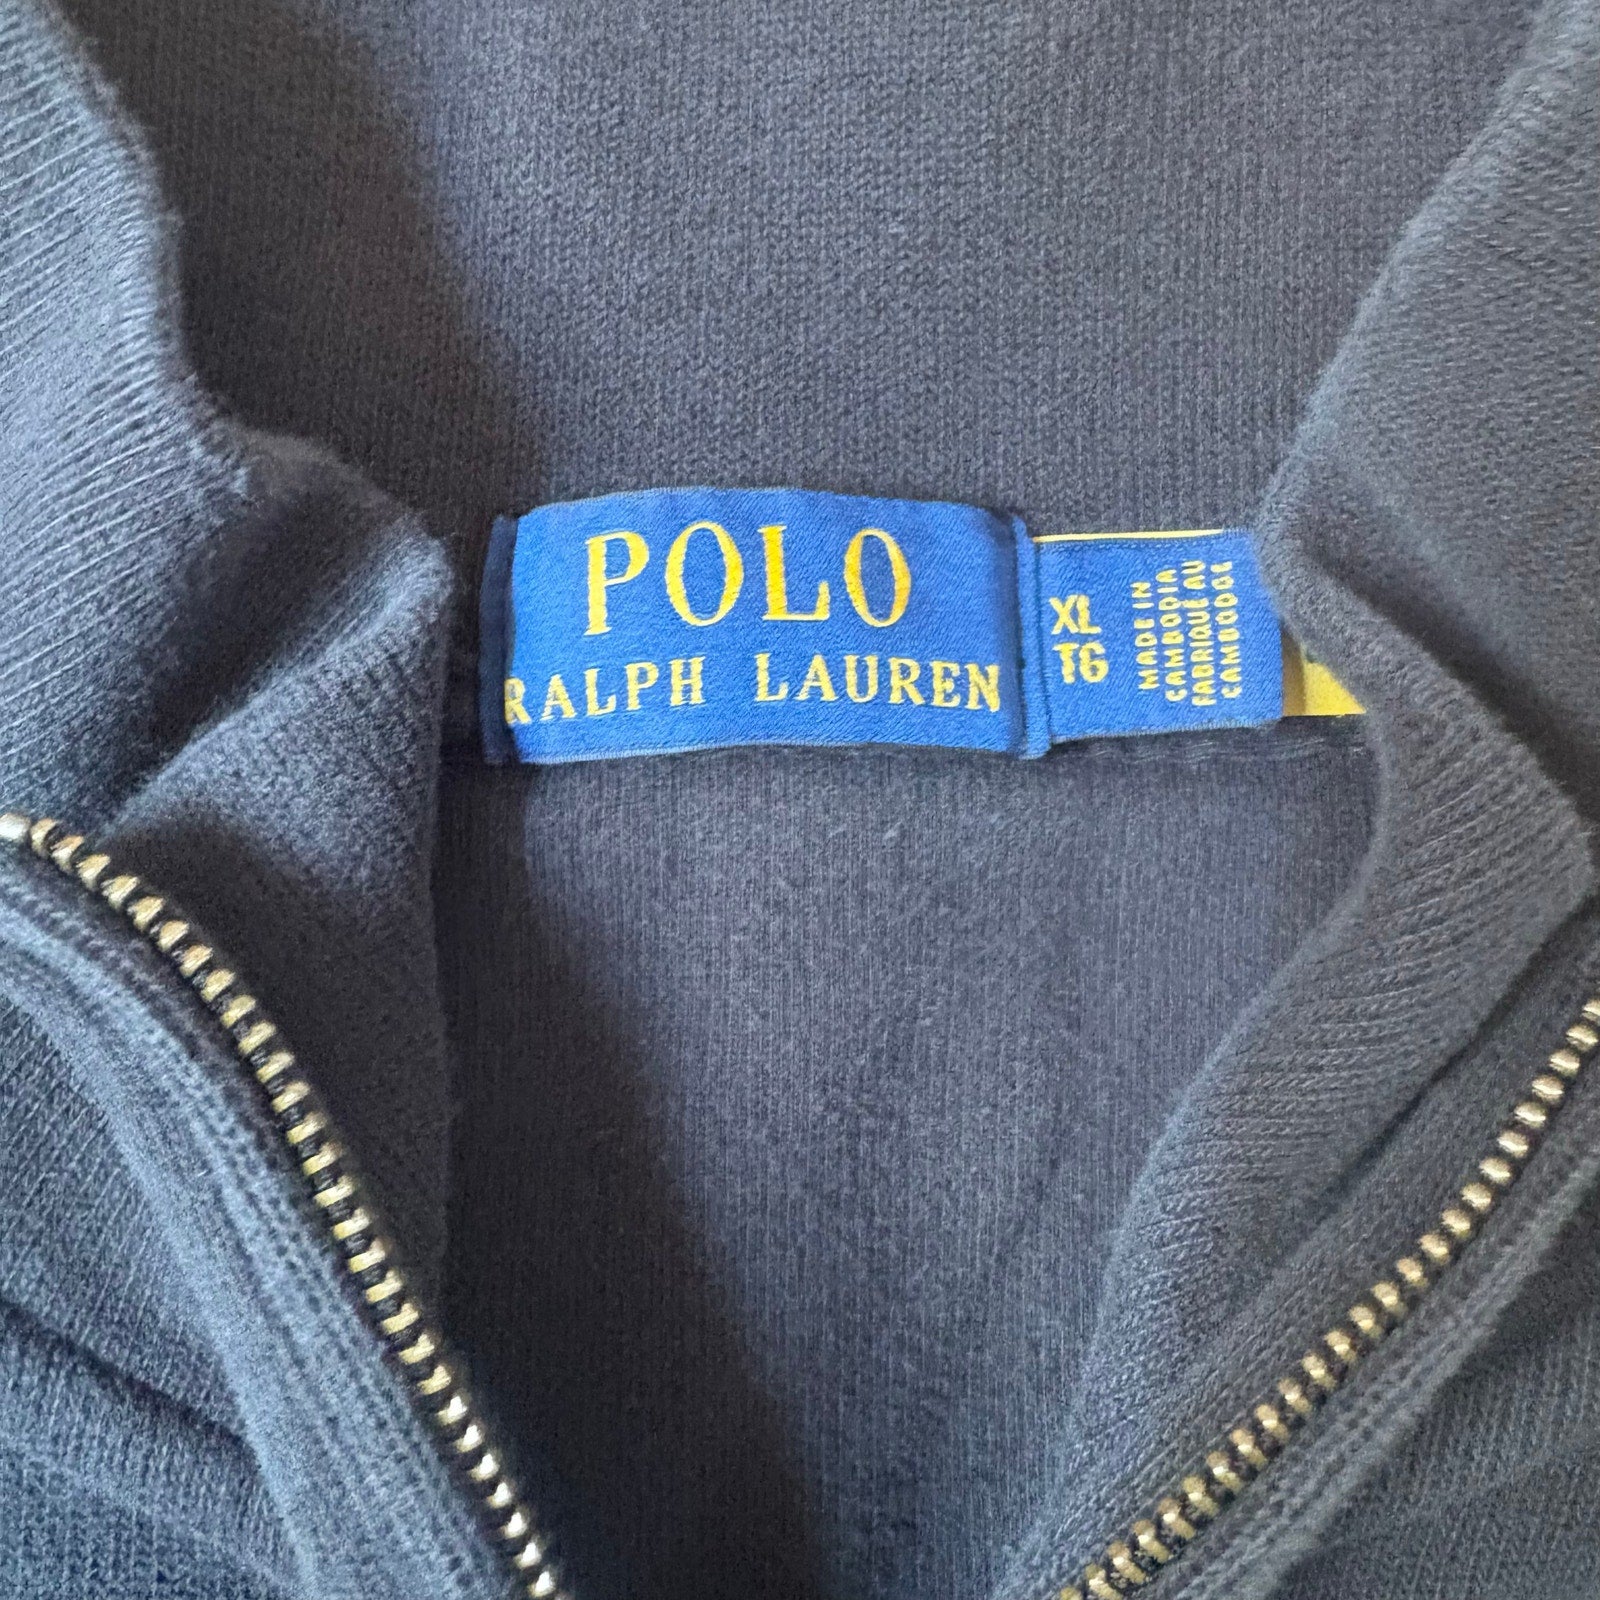 POLO
RALPH LAUREN
XL
TG
MADE IN
CAMBODIA
FABRIQUÉ AU
CAMBODGE